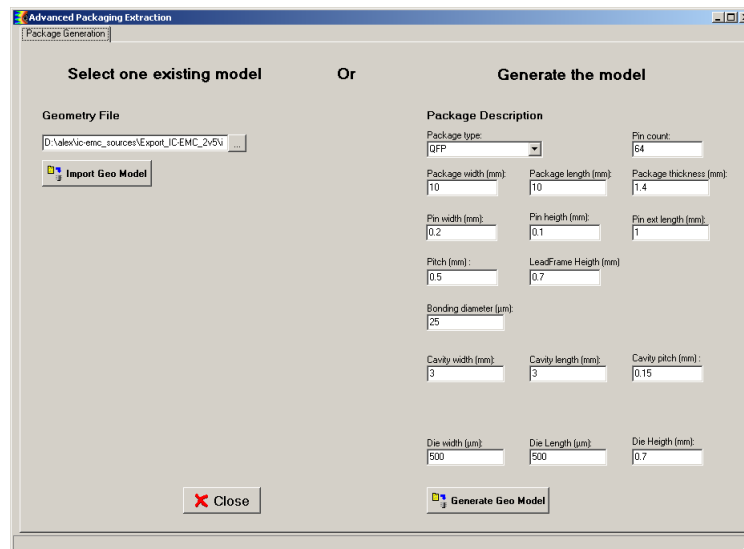 Advanced Packaging Extraction
Package Generation
Select one existing model Or Generate the model
Geometry File
D:\alex\ic-emc_sources\Export_IC-EMC_2v5\i ...
Import Geo Model
Package Description
Package type: Pin count:
QFP 64
Package width (mm): Package length (mm): Package thickness (mm):
10 10 1.4
Pin width (mm): Pin heigth (mm): Pin ext length (mm):
0.2 0.1 1
Pitch (mm) : LeadFrame Heigth (mm)
0.5 0.7
Bonding diameter (µm):
25
Cavity width (mm): Cavity length (mm): Cavity pitch (mm) :
3 3 0.15
Die width (µm): Die Length (µm): Die Heigth (mm):
500 500 0.7
Close Generate Geo Model